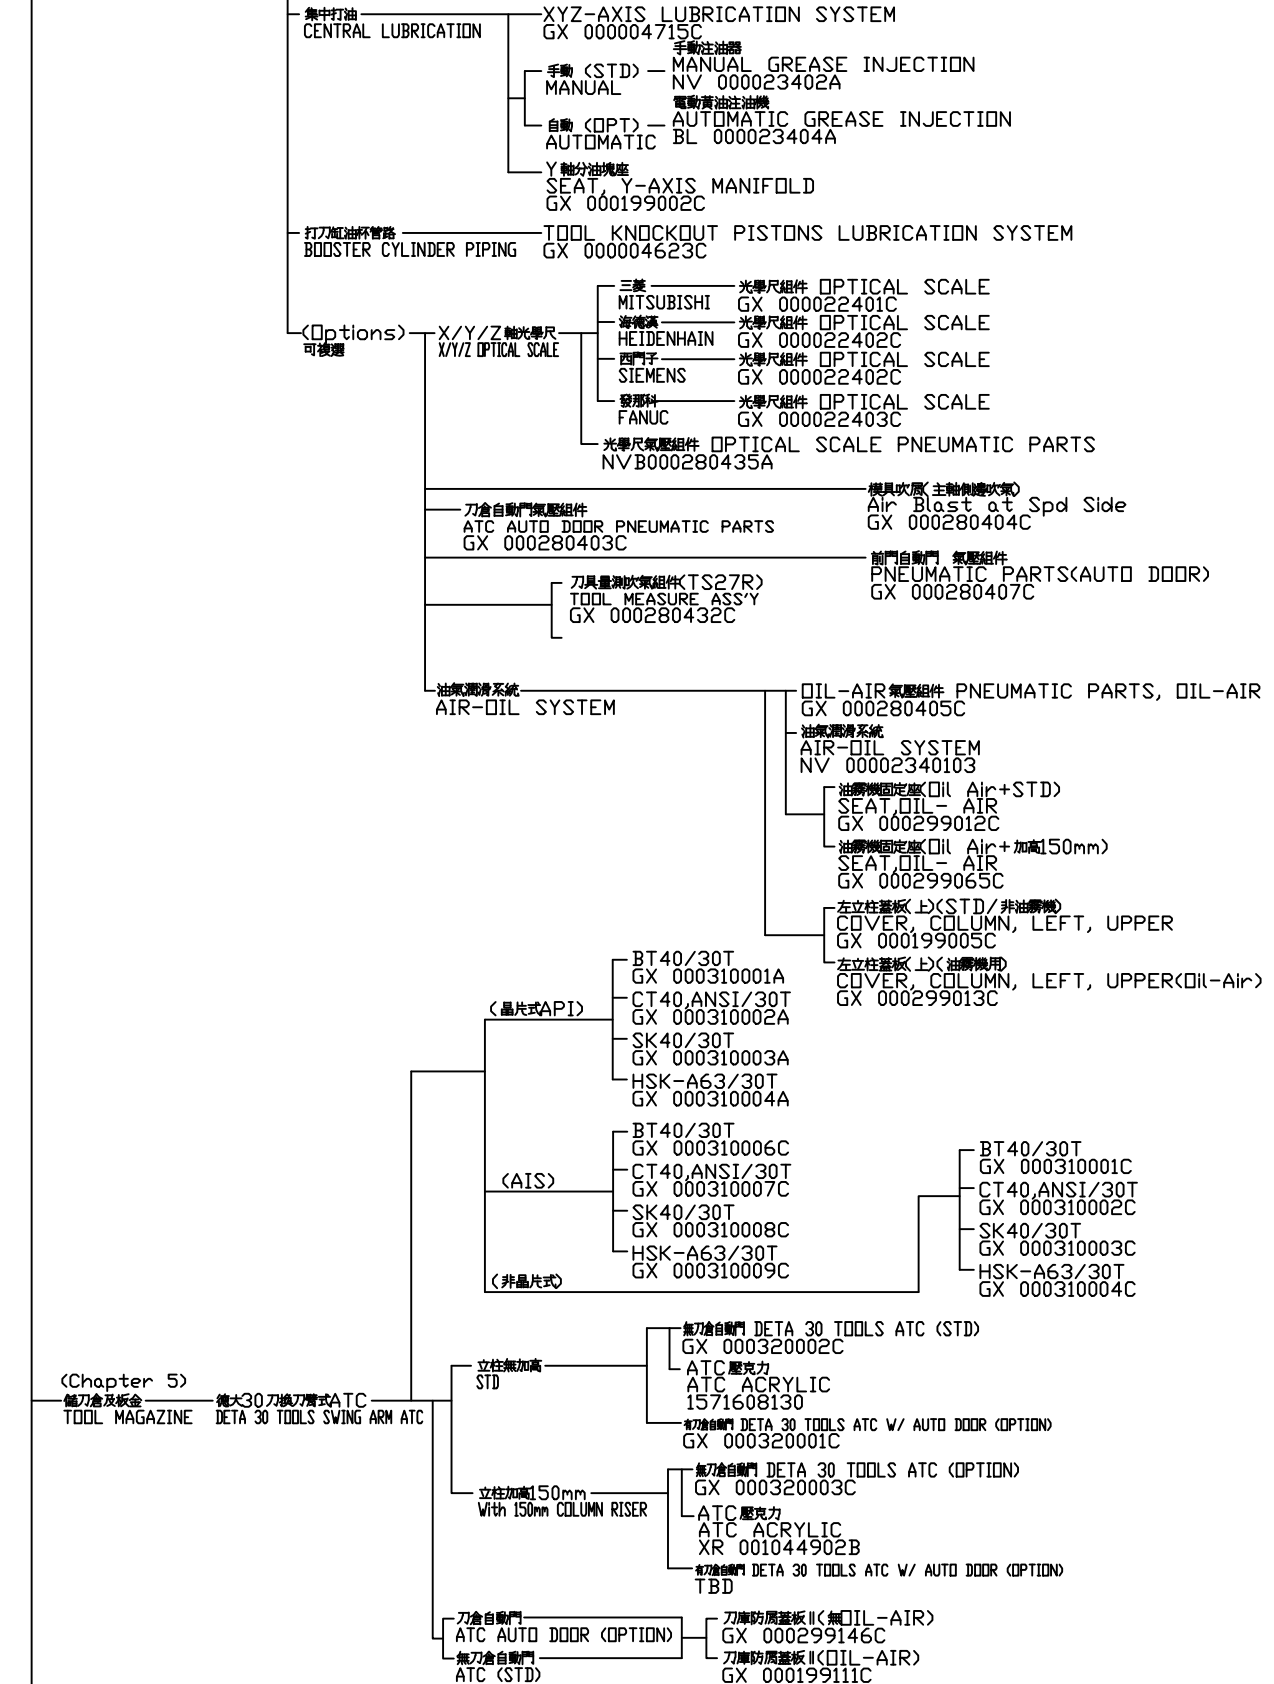 集中打油
CENTRAL LUBRICATION
XYZ-AXIS LUBRICATION SYSTEM
GX 000004715C
手動 (STD)
MANUAL
手動注油器
MANUAL GREASE INJECTION
NV 000023402A
自動 (OPT)
AUTOMATIC
電動黃油注油機
AUTOMATIC GREASE INJECTION
BL 000023404A
Y軸分油塊座
SEAT, Y-AXIS MANIFOLD
GX 000199002C
打刀缸油杯管路
BOOSTER CYLINDER PIPING
TOOL KNOCKOUT PISTONS LUBRICATION SYSTEM
GX 000004623C
(Options)
可複選
X/Y/Z軸光學尺
X/Y/Z OPTICAL SCALE
三菱
MITSUBISHI
光學尺組件 OPTICAL SCALE
GX 000022401C
海德漢
HEIDENHAIN
光學尺組件 OPTICAL SCALE
GX 000022402C
西門子
SIEMENS
光學尺組件 OPTICAL SCALE
GX 000022402C
發那科
FANUC
光學尺組件 OPTICAL SCALE
GX 000022403C
光學尺氣壓組件 OPTICAL SCALE PNEUMATIC PARTS
NVB000280435A
模具吹屑(主軸側邊吹氣)
Air Blast at Spd Side
GX 000280404C
刀倉自動門氣壓組件
ATC AUTO DOOR PNEUMATIC PARTS
GX 000280403C
前門自動門 氣壓組件
PNEUMATIC PARTS(AUTO DOOR)
GX 000280407C
刀具量測吹氣組件(TS27R)
TOOL MEASURE ASS'Y
GX 000280432C
油氣潤滑系統
AIR-OIL SYSTEM
OIL-AIR氣壓組件 PNEUMATIC PARTS, OIL-AIR
GX 000280405C
油氣潤滑系統
AIR-OIL SYSTEM
NV 00002340103
油霧機固定座(Oil Air+STD)
SEAT,OIL- AIR
GX 000299012C
油霧機固定座(Oil Air+加高150mm)
SEAT,OIL- AIR
GX 000299065C
左立柱蓋板(上)(STD/非油霧機)
COVER, COLUMN, LEFT, UPPER
GX 000199005C
左立柱蓋板(上)(油霧機用)
COVER, COLUMN, LEFT, UPPER(Oil-Air)
GX 000299013C
(晶片式API)
BT40/30T
GX 000310001A
CT40,ANSI/30T
GX 000310002A
SK40/30T
GX 000310003A
HSK-A63/30T
GX 000310004A
(AIS)
BT40/30T
GX 000310006C
CT40,ANSI/30T
GX 000310007C
SK40/30T
GX 000310008C
HSK-A63/30T
GX 000310009C
(非晶片式)
BT40/30T
GX 000310001C
CT40,ANSI/30T
GX 000310002C
SK40/30T
GX 000310003C
HSK-A63/30T
GX 000310004C
(Chapter 5)
儲刀倉及板金
TOOL MAGAZINE
德大30刀換刀臂式ATC
DETA 30 TOOLS SWING ARM ATC
立柱無加高
STD
無刀倉自動門 DETA 30 TOOLS ATC (STD)
GX 000320002C
ATC壓克力
ATC ACRYLIC
1571608130
有刀倉自動門 DETA 30 TOOLS ATC W/ AUTO DOOR (OPTION)
GX 000320001C
立柱加高150mm
With 150mm COLUMN RISER
無刀倉自動門 DETA 30 TOOLS ATC (OPTION)
GX 000320003C
ATC壓克力
ATC ACRYLIC
XR 001044902B
有刀倉自動門 DETA 30 TOOLS ATC W/ AUTO DOOR (OPTION)
TBD
刀倉自動門
ATC AUTO DOOR (OPTION)
無刀倉自動門
ATC (STD)
刀庫防屑蓋板II(無OIL-AIR)
GX 000299146C
刀庫防屑蓋板II(OIL-AIR)
GX 000199111C